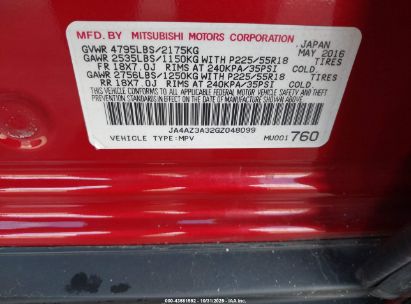 MFD BY MITSUBISHI MOTORS CORPORATION JAPAN
GVWR 4795LBS/2175KG MAY 2016
GAWR 2535LBS/1150KG WITH P225/55R18 TIRES
FR 18X7.0J RIMS AT 240KPA/35PSI COLD
GAWR 2756LBS/1250KG WITH P225/55R18 TIRES
RR 18X7.0J RIMS AT 240KPA/35PSI COLD
THIS VEHICLE CONFORMS TO ALL APPLICABLE FEDERAL MOTOR VEHICLE SAFETY
AND THEFT PREVENTION STANDARDS IN EFFECT ON THE DATE OF MANUFACTURE SHOWN ABOVE.
JA4AZ3A32GZ048099
VEHICLE TYPE:MPV MU001 760